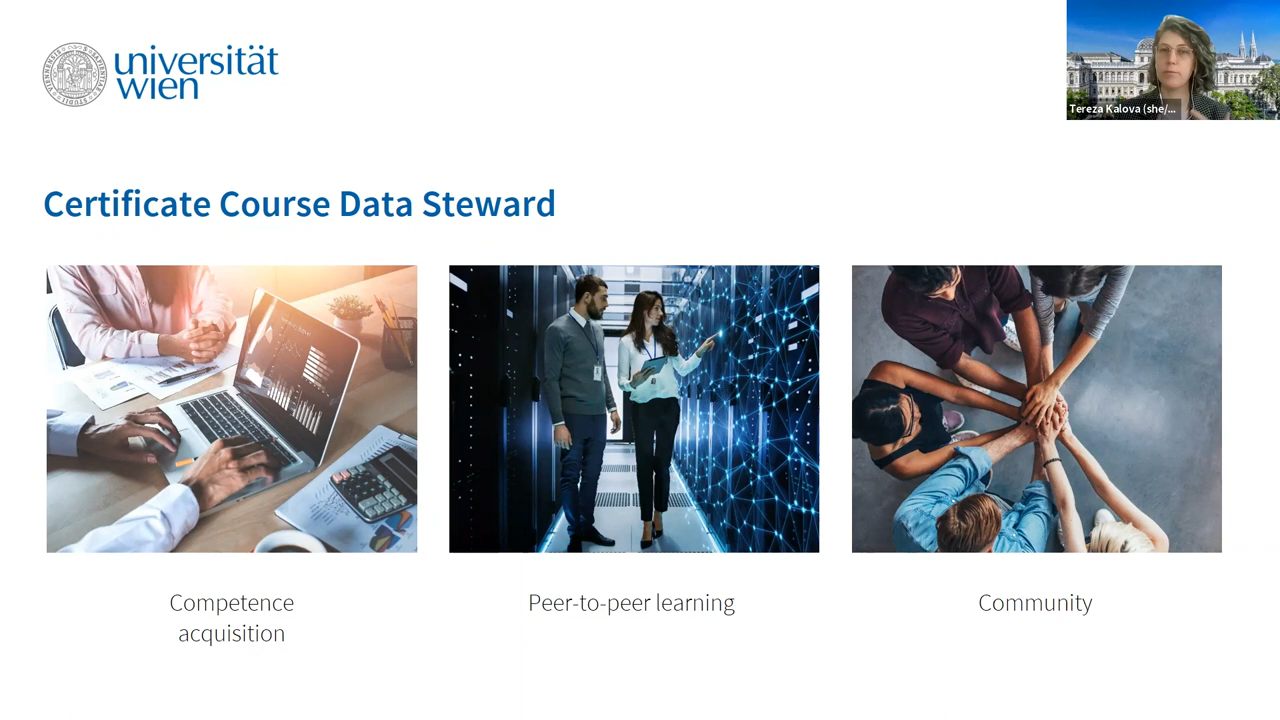 universität
wien
Tereza Kalova (she/...
Certificate Course Data Steward
Competence
acquisition
Peer-to-peer learning
Community